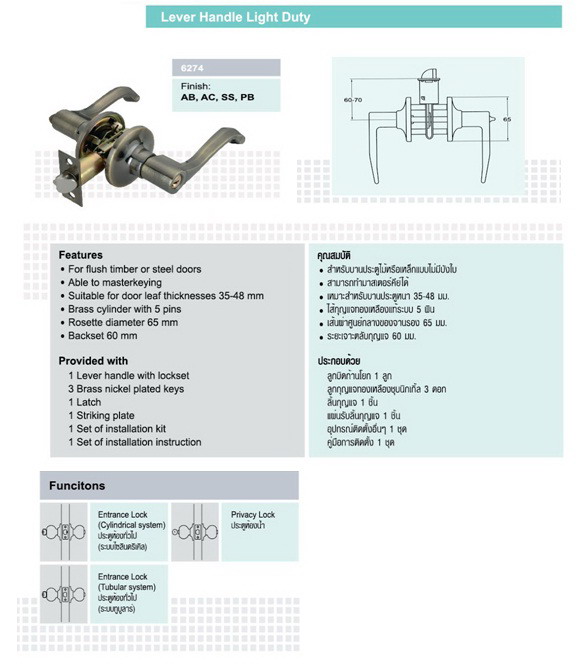 Lever Handle Light Duty
6274
Finish:
AB, AC, SS, PB
60-70
65
Features
• For flush timber or steel doors
• Able to masterkeying
• Suitable for door leaf thicknesses 35-48 mm
• Brass cylinder with 5 pins
• Rosette diameter 65 mm
• Backset 60 mm
Provided with
1 Lever handle with lockset
3 Brass nickel plated keys
1 Latch
1 Striking plate
1 Set of installation kit
1 Set of installation instruction
คุณสมบัติ
• สำหรับบานประตูไม้หรือเหล็กแบบไม่มีบังใบ
• สามารถทำมาสเตอร์คีย์ได้
• เหมาะสำหรับบานประตูหนา 35-48 มม.
• ไส้กุญแจทองเหลืองแท้ระบบ 5 พิน
• เส้นผ่าศูนย์กลางของจานรอง 65 มม.
• ระยะเจาะตลับกุญแจ 60 มม.
ประกอบด้วย
ลูกบิดก้านโยก 1 ลูก
ลูกกุญแจทองเหลืองชุบนิกเกิ้ล 3 ดอก
ลิ้นกุญแจ 1 ชิ้น
แผ่นรับลิ้นกุญแจ 1 ชิ้น
อุปกรณ์ติดตั้งอื่นๆ 1 ชุด
คู่มือการติดตั้ง 1 ชุด
Funcitons
Entrance Lock
(Cylindrical system)
ประตูห้องทั่วไป
(ระบบไซลินดริเคิล)
Privacy Lock
ประตูห้องน้ำ
Entrance Lock
(Tubular system)
ประตูห้องทั่วไป
(ระบบทูบูลาร์)